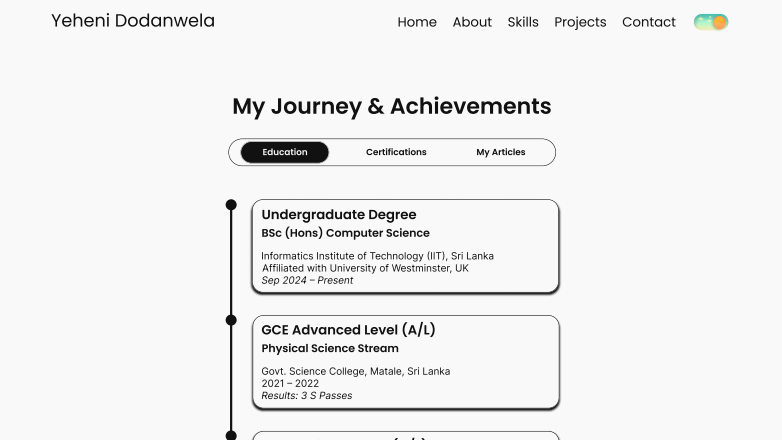 Yeheni Dodanwela
Home About Skills Projects Contact
My Journey & Achievements
Education Certifications My Articles
Undergraduate Degree
BSc (Hons) Computer Science
Informatics Institute of Technology (IIT), Sri Lanka
Affiliated with University of Westminster, UK
Sep 2024 – Present
GCE Advanced Level (A/L)
Physical Science Stream
Govt. Science College, Matale, Sri Lanka
2021 – 2022
Results: 3 S Passes